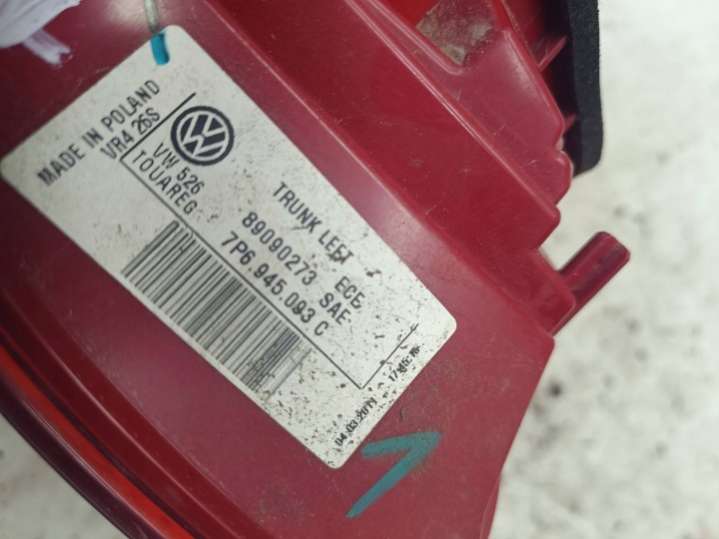 MADE IN POLAND
VR4 26S
VW 526
TOUAREG
TRUNK LEFT
89090273
ECE
SAE
7P6.945.093 C